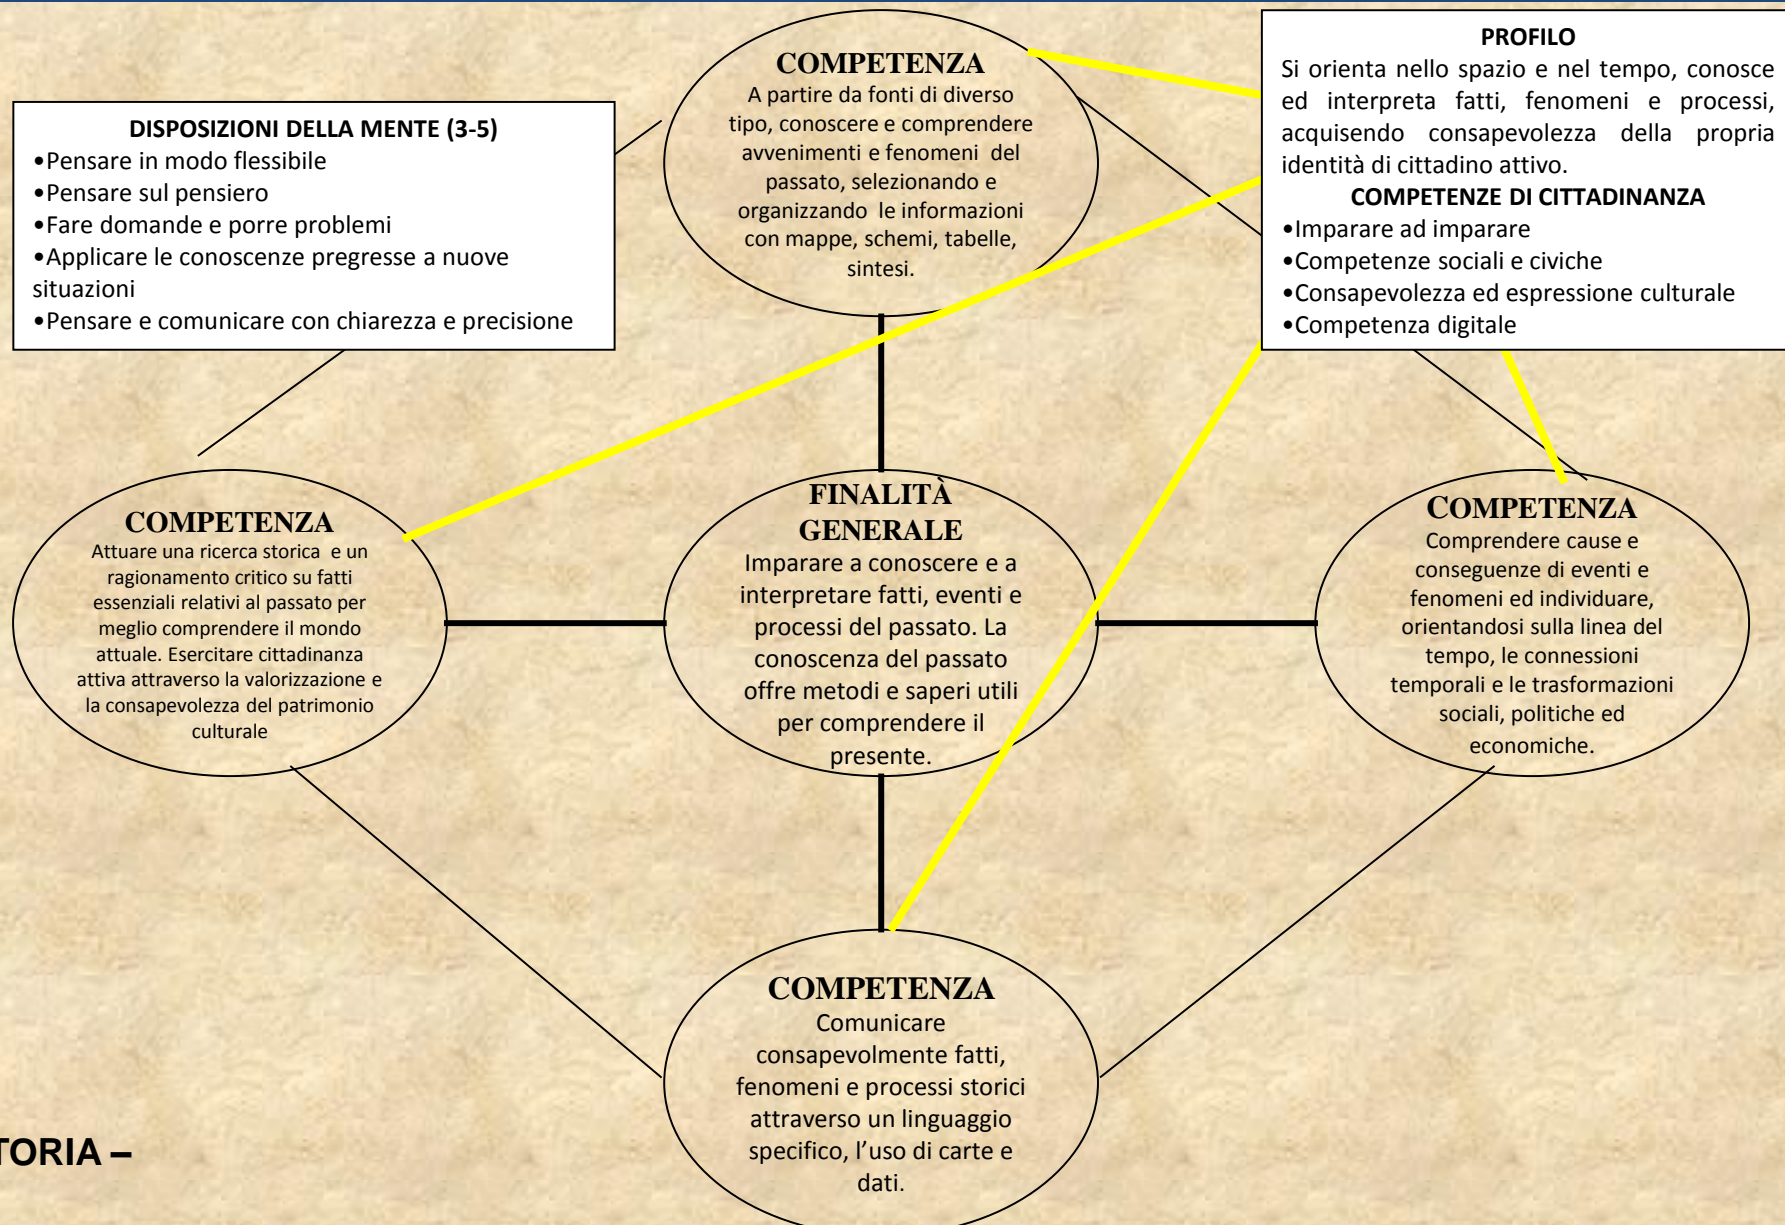 COMPETENZA
A partire da fonti di diverso
tipo, conoscere e comprendere
avvenimenti e fenomeni del
passato, selezionando e
organizzando le informazioni
con mappe, schemi, tabelle,
sintesi.
PROFILO
Si orienta nello spazio e nel tempo, conosce
ed interpreta fatti, fenomeni e processi,
acquisendo consapevolezza della propria
identità di cittadino attivo.
COMPETENZE DI CITTADINANZA
•Imparare ad imparare
•Competenze sociali e civiche
•Consapevolezza ed espressione culturale
•Competenza digitale
DISPOSIZIONI DELLA MENTE (3-5)
•Pensare in modo flessibile
•Pensare sul pensiero
•Fare domande e porre problemi
•Applicare le conoscenze pregresse a nuove
situazioni
•Pensare e comunicare con chiarezza e precisione
COMPETENZA
Attuare una ricerca storica e un
ragionamento critico su fatti
essenziali relativi al passato per
meglio comprendere il mondo
attuale. Esercitare cittadinanza
attiva attraverso la valorizzazione e
la consapevolezza del patrimonio
culturale
FINALITÀ
GENERALE
Imparare a conoscere e a
interpretare fatti, eventi e
processi del passato. La
conoscenza del passato
offre metodi e saperi utili
per comprendere il
presente.
COMPETENZA
Comprendere cause e
conseguenze di eventi e
fenomeni ed individuare,
orientandosi sulla linea del
tempo, le connessioni
temporali e le trasformazioni
sociali, politiche ed
economiche.
COMPETENZA
Comunicare
consapevolmente fatti,
fenomeni e processi storici
attraverso un linguaggio
specifico, l'uso di carte e
dati.
TORIA –